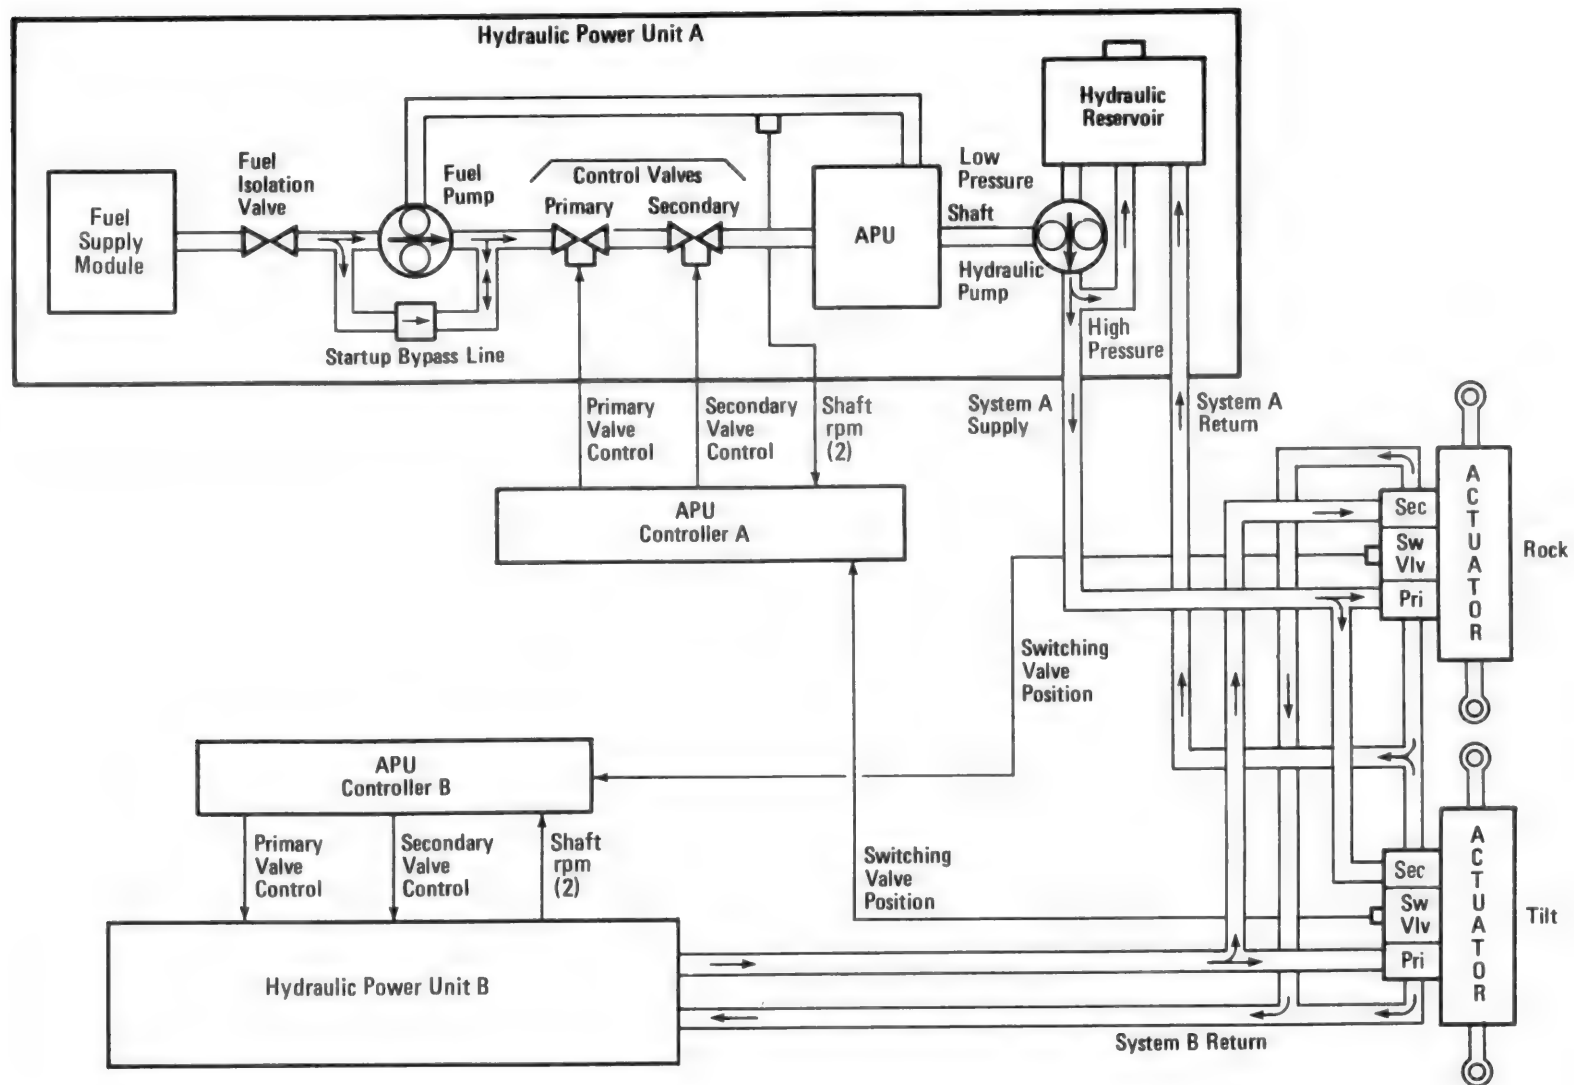 Hydraulic Power Unit A
Hydraulic
Reservoir
Fuel
Isolation
Valve
Fuel
Pump
Control Valves
Primary
Secondary
Low
Pressure
Shaft
Fuel
Supply
Module
APU
Hydraulic
Pump
Startup Bypass Line
High
Pressure
Primary
Valve
Control
Secondary
Valve
Control
Shaft
rpm
(2)
System A
Supply
System A
Return
APU
Controller A
ACTUATOR
Sec
Sw
Vlv
Pri
Rock
Switching
Valve
Position
APU
Controller B
Primary
Valve
Control
Secondary
Valve
Control
Shaft
rpm
(2)
Switching
Valve
Position
ACTUATOR
Sec
Sw
Vlv
Pri
Tilt
Hydraulic Power Unit B
System B Return